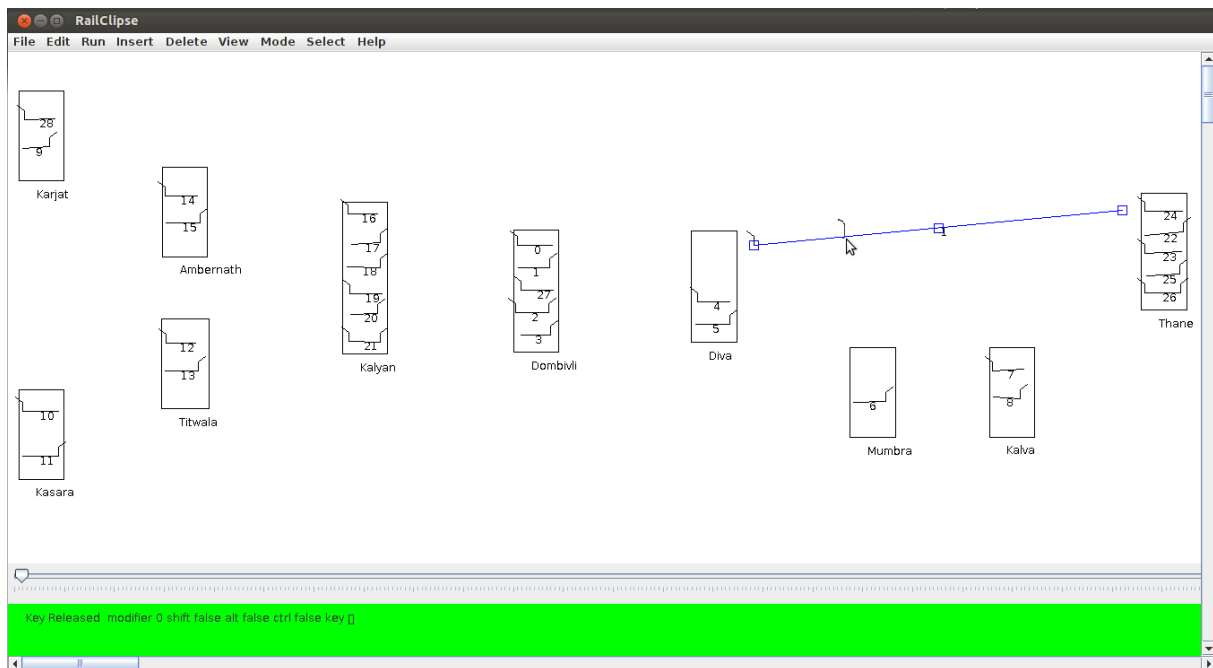 RailClipse
File Edit Run Insert Delete View Mode Select Help
28
9
Karjat
14
15
Ambernath
12
13
Titwala
10
11
Kasara
16
17
18
19
20
21
Kalyan
0
1
27
2
3
Dombivli
4
5
Diva
1
6
Mumbra
7
8
Kalva
24
22
23
25
26
Thane
Key Released modifier 0 shift false alt false ctrl false key []